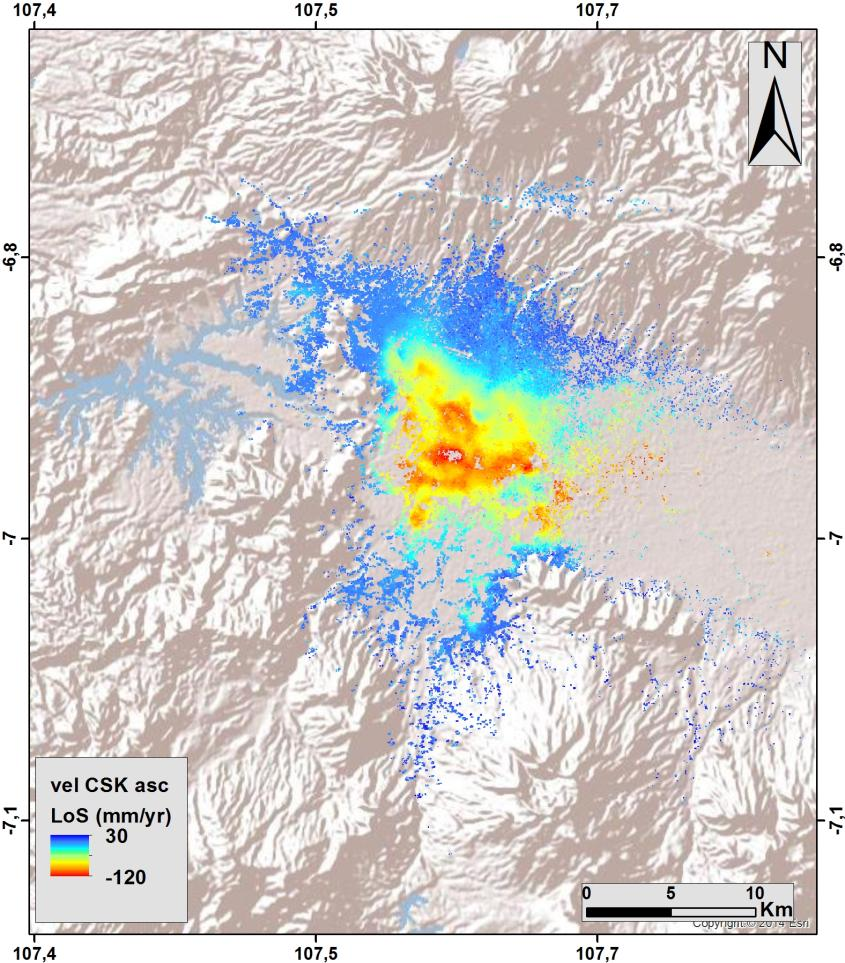 107,4 107,5 107,7
N
-6,8 -6,8
-7 -7
-7,1 -7,1
vel CSK asc
LoS (mm/yr)
30
-120
0 5 10
Km
Copyright:© 2014 Esri
107,4 107,5 107,7